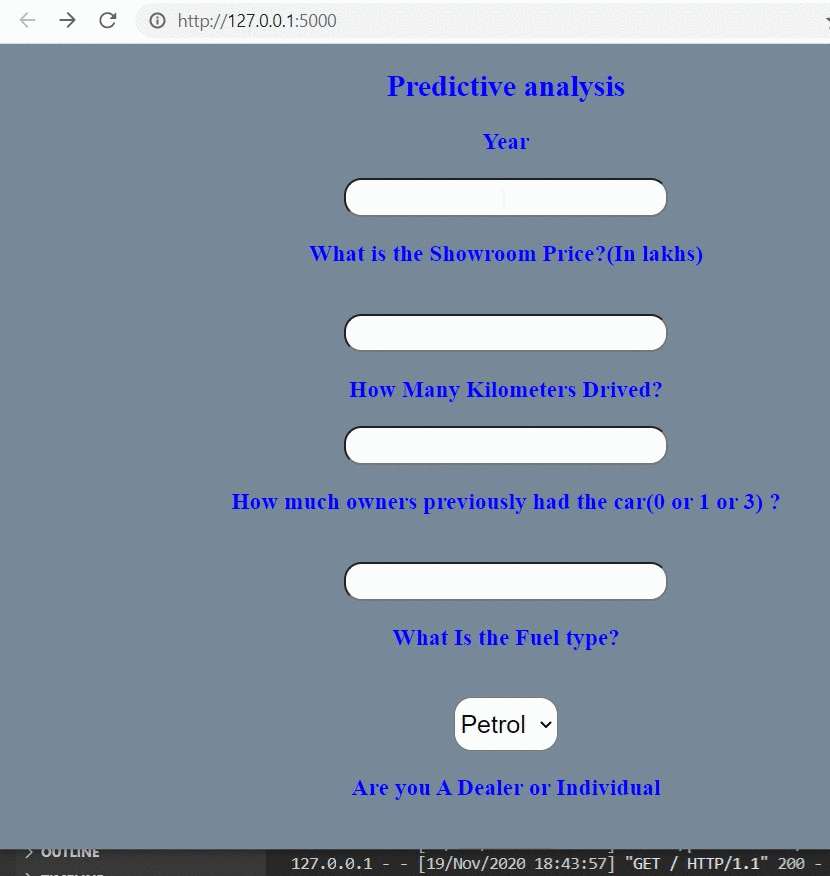 http://127.0.0.1:5000
Predictive analysis
Year
What is the Showroom Price?(In lakhs)
How Many Kilometers Drived?
How much owners previously had the car(0 or 1 or 3) ?
What Is the Fuel type?
Petrol
Are you A Dealer or Individual
OUTLINE
127.0.0.1 - - [19/Nov/2020 18:43:57] "GET / HTTP/1.1" 200 -